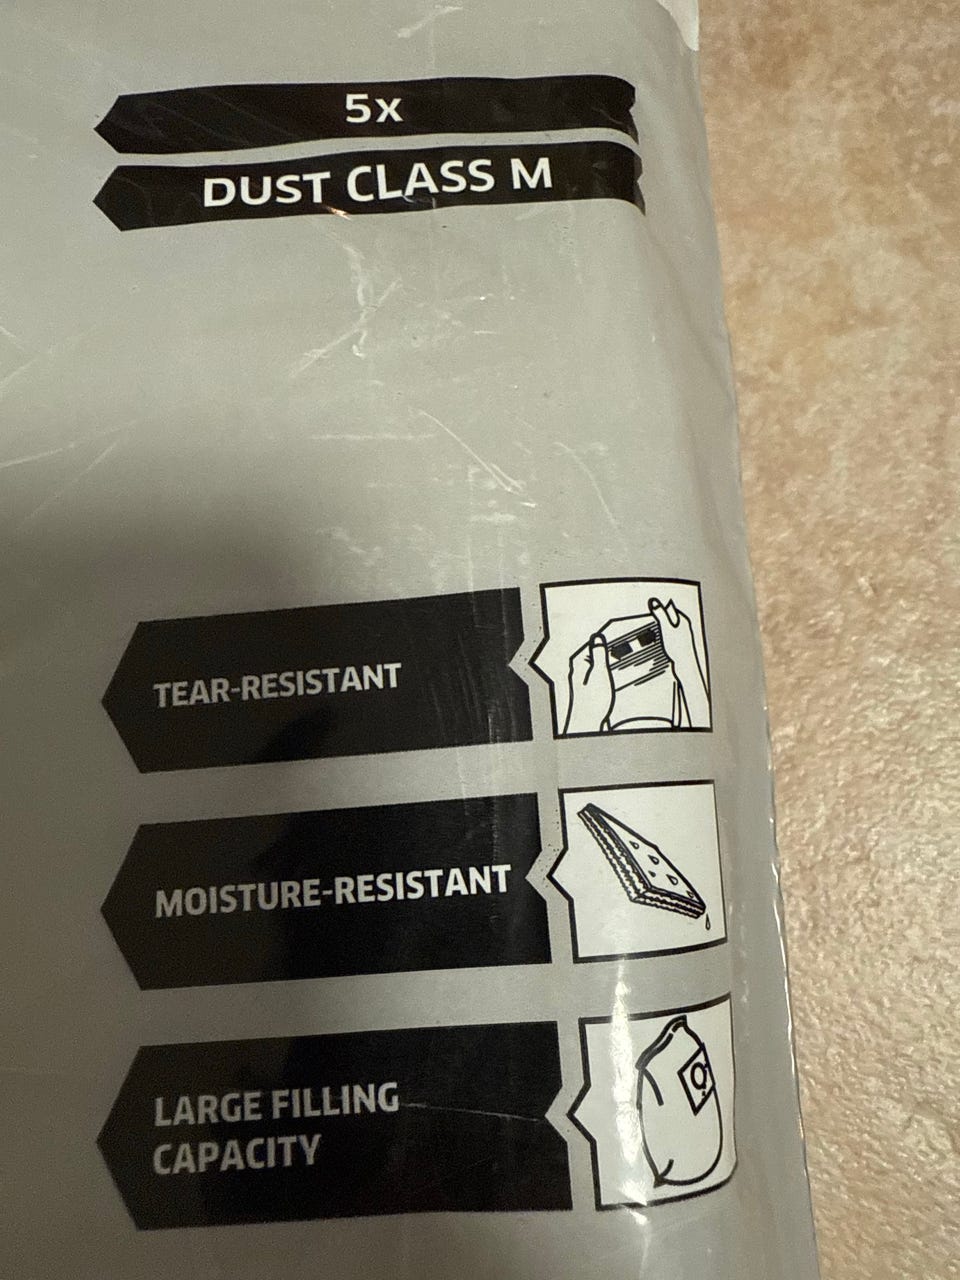 5x
DUST CLASS M
TEAR-RESISTANT
MOISTURE-RESISTANT
LARGE FILLING
CAPACITY